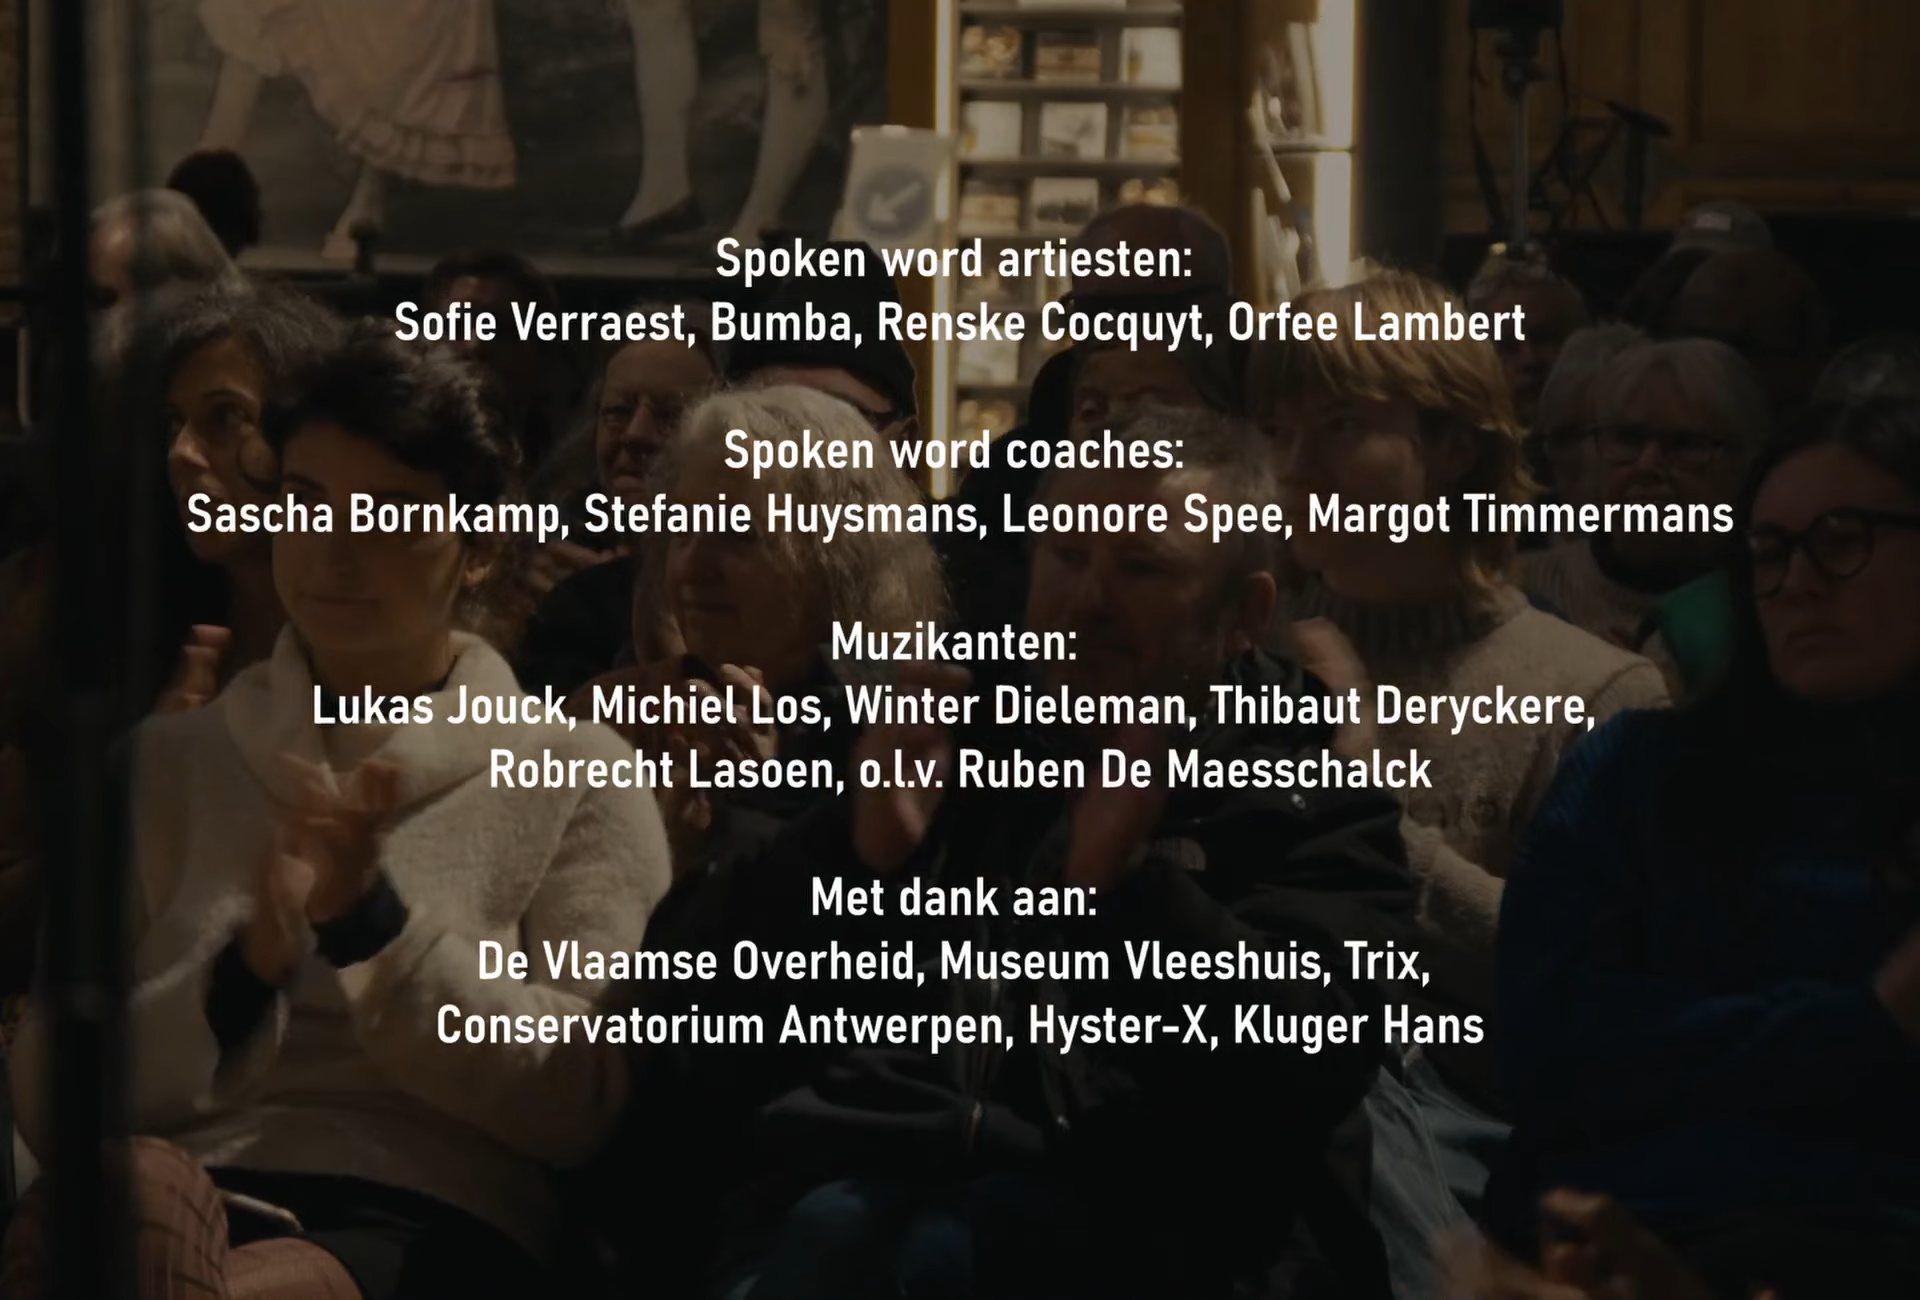 Spoken word artiesten:
Sofie Verraest, Bumba, Renske Cocquyt, Orfee Lambert
Spoken word coaches:
Sascha Bornkamp, Stefanie Huysmans, Leonore Spee, Margot Timmermans
Muzikanten:
Lukas Jouck, Michiel Los, Winter Dieleman, Thibaut Deryckere,
Robrecht Lasoen, o.l.v. Ruben De Maesschalck
Met dank aan:
De Vlaamse Overheid, Museum Vleeshuis, Trix,
Conservatorium Antwerpen, Hyster-X, Kluger Hans